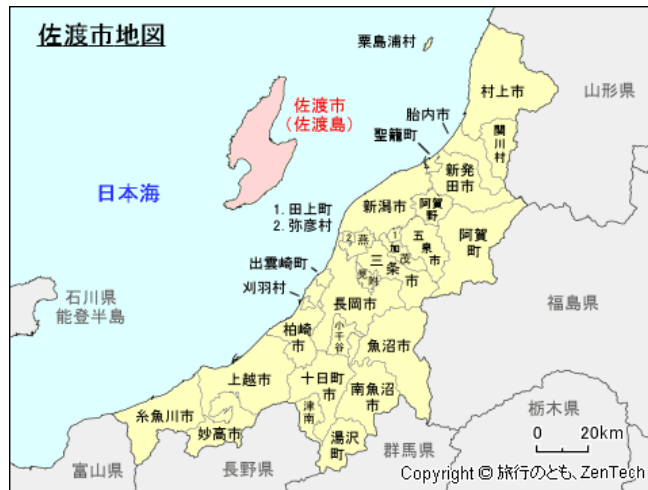 佐渡市地図
粟島浦村
村上市
山形県
佐渡市
(佐渡島)
胎内市
関川村
聖籠町
新発
田市
日本海
新潟市
阿賀
野
1. 田上町
2. 弥彦村
阿賀
町
五
泉
市
2
燕
1
加
茂
市
三
条
見
附
出雲崎町
刈羽村
石川県
能登半島
長岡市
福島県
柏崎
市
小千谷
魚沼市
上越市
十日町
市
南魚沼
市
糸魚川市
津
南
妙高市
湯沢
町
栃木県
群馬県
富山県
長野県
0 20km
Copyright © 旅行のとも、ZenTech